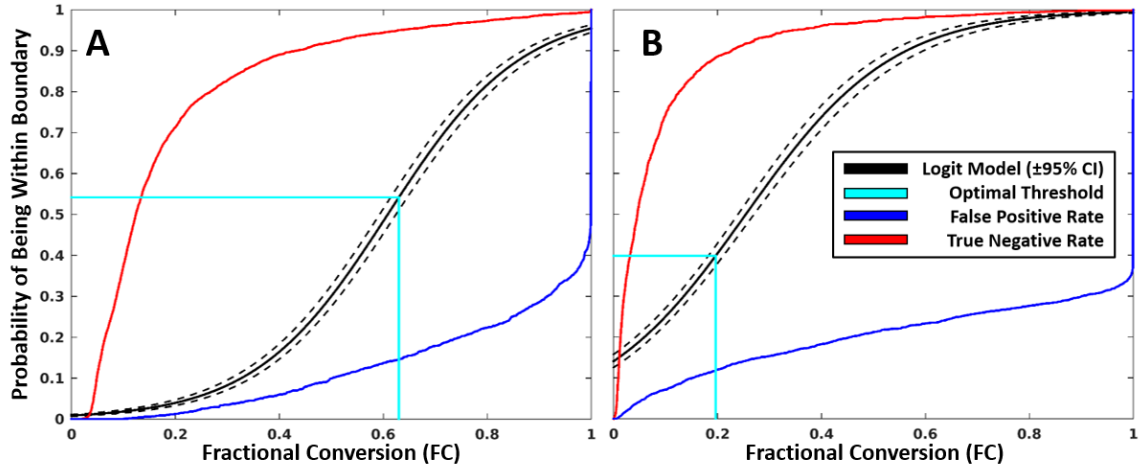 Probability of Being Within Boundary
A
1
0.9
0.8
0.7
0.6
0.5
0.4
0.3
0.2
0.1
0
0
0.2
0.4
0.6
0.8
1
Fractional Conversion (FC)
B
Logit Model (±95% CI)
Optimal Threshold
False Positive Rate
True Negative Rate
0
0.2
0.4
0.6
0.8
1
Fractional Conversion (FC)